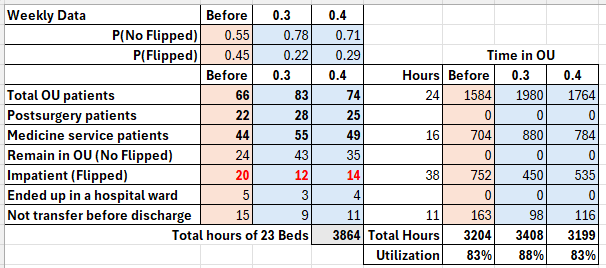 Weekly Data Before 0.3 0.4
P(No Flipped) 0.55 0.78 0.71
P(Flipped) 0.45 0.22 0.29 Time in OU
Before 0.3 0.4 Hours Before 0.3 0.4
Total OU patients 66 83 74 24 1584 1980 1764
Postsurgery patients 22 28 25 0 0 0
Medicine service patients 44 55 49 16 704 880 784
Remain in OU (No Flipped) 24 43 35 0 0 0
Impatient (Flipped) 20 12 14 38 752 450 535
Ended up in a hospital ward 5 3 4 0 0 0
Not transfer before discharge 15 9 11 11 163 98 116
Total hours of 23 Beds 3864 Total Hours 3204 3408 3199
Utilization 83% 88% 83%